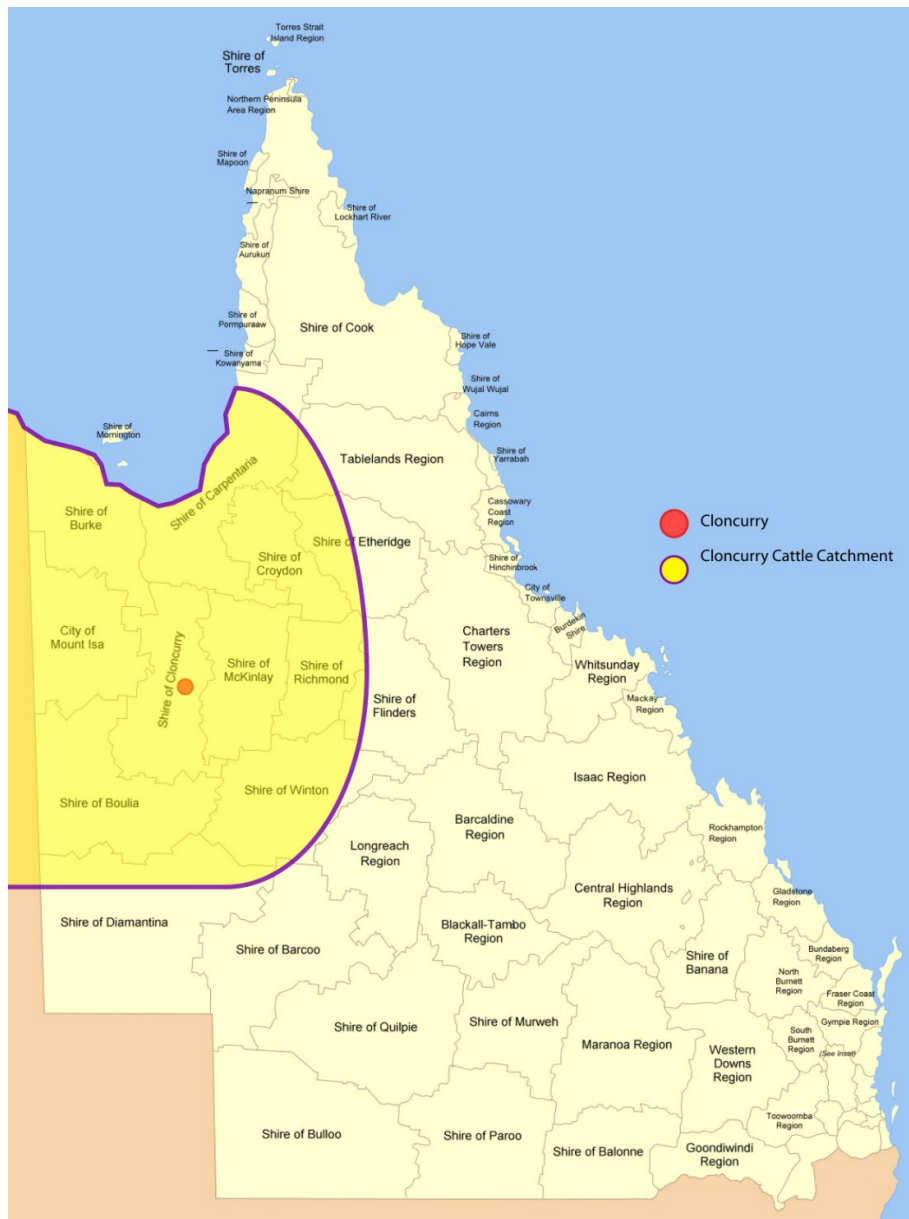 Torres Strait
Island Region
Shire of
Torres
Northern Peninsula
Area Region
Shire of
Mapoon
Napranum Shire
Shire of
Lockhart River
Shire of
Aurukun
Shire of
Pormpuraaw
Shire of Cook
Shire of
Hope Vale
Shire of
Kowanyama
Shire of
Wujal Wujal
Cairns
Region
Shire of
Mornington
Shire of
Yarrabah
Tablelands Region
Shire of Carpentaria
Cassowary
Coast
Region
Shire of
Burke
Shire of Etheridge
Shire of
Croydon
Shire of
Hinchinbrook
City of
Townsville
Burdekin
Shire
City of
Mount Isa
Shire of Cloncurry
Shire of
McKinlay
Shire of
Richmond
Charters
Towers
Region
Whitsunday
Region
Shire of
Flinders
Mackay
Region
Isaac Region
Shire of Boulia
Shire of Winton
Barcaldine
Region
Longreach
Region
Rockhampton
Region
Central Highlands
Region
Gladstone
Region
Shire of Diamantina
Blackall-Tambo
Region
Shire of Barcoo
Shire of
Banana
Bundaberg
Region
North
Burnett
Region
Fraser Coast
Region
Shire of Quilpie
Shire of Murweh
Maranoa Region
Western
Downs
Region
South
Burnett
Region
Gympie Region
(See Inset)
Toowoomba
Region
Shire of Bulloo
Shire of Paroo
Shire of Balonne
Goondiwindi
Region
Cloncurry
Cloncurry Cattle Catchment